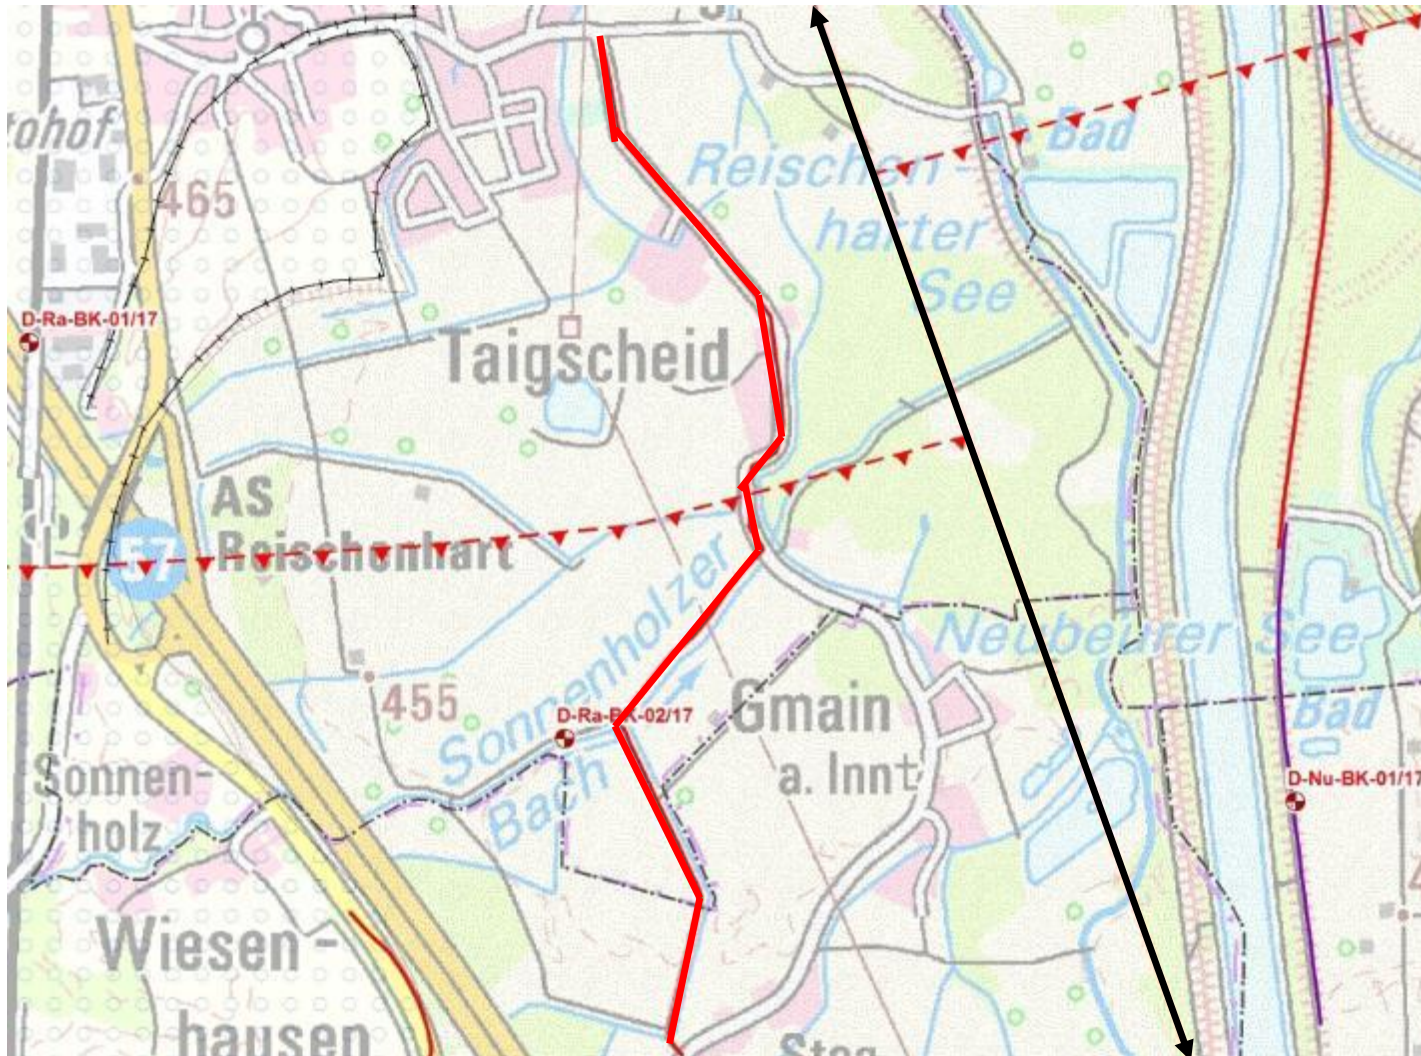 ohof
465
Reischen-
harter
See
Bad
D-Ra-BK-01/17
Taigscheid
AS
Reischenhart
57
Sonnenholzer
Bach
Neubeurer See
Bad
455
D-Ra-BK-02/17
Gmain
a. Inn
D-Nu-BK-01/17
Sonnen-
holz
Wiesen-
hausen
Steg